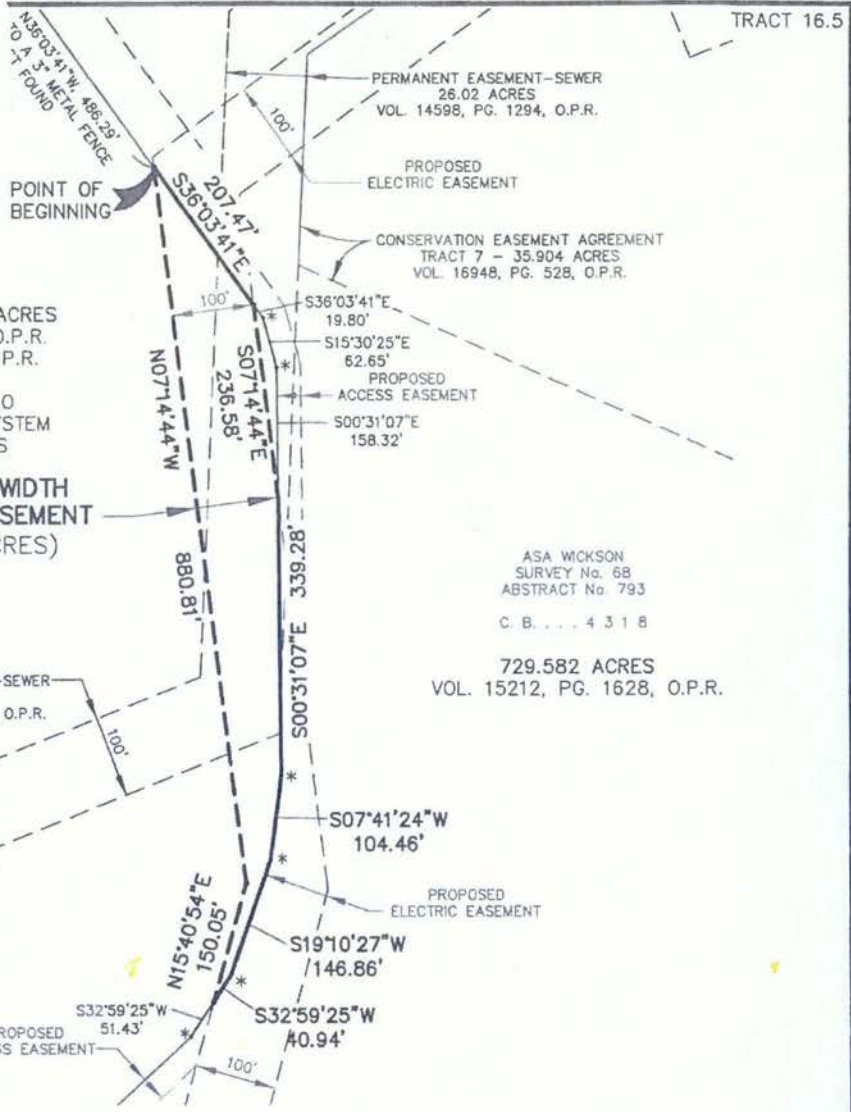 TRACT 16.5
N36°03'41"W, 486.29'
TO A 3" METAL FENCE
FOUND
PERMANENT EASEMENT-SEWER
26.02 ACRES
VOL. 14598, PG. 1294, O.P.R.
100'
PROPOSED
ELECTRIC EASEMENT
POINT OF
BEGINNING
207.47'
S36°03'41"E
CONSERVATION EASEMENT AGREEMENT
TRACT 7 - 35.904 ACRES
VOL. 16948, PG. 528, O.P.R.
ACRES
O.P.R.
P.R.
100'
S36°03'41"E
19.80'
S15°30'25"E
62.65'
PROPOSED
ACCESS EASEMENT
S00°31'07"E
158.32'
S07°14'44"E
236.58'
N07°14'44"W
880.81'
O
YSTEM
S
WIDTH
SEMENT
CRES)
S00°31'07"E 339.28'
ASA WICKSON
SURVEY No. 68
ABSTRACT No. 793
C. B. . . . 4 3 1 8
729.582 ACRES
VOL. 15212, PG. 1628, O.P.R.
-SEWER
O.P.R.
100'
*
*
*
S07°41'24"W
104.46'
*
PROPOSED
ELECTRIC EASEMENT
N15°40'54"E
150.05'
S19°10'27"W
146.86'
*
S32°59'25"W
51.43'
S32°59'25"W
40.94'
*
ROPOSED
SS EASEMENT
100'